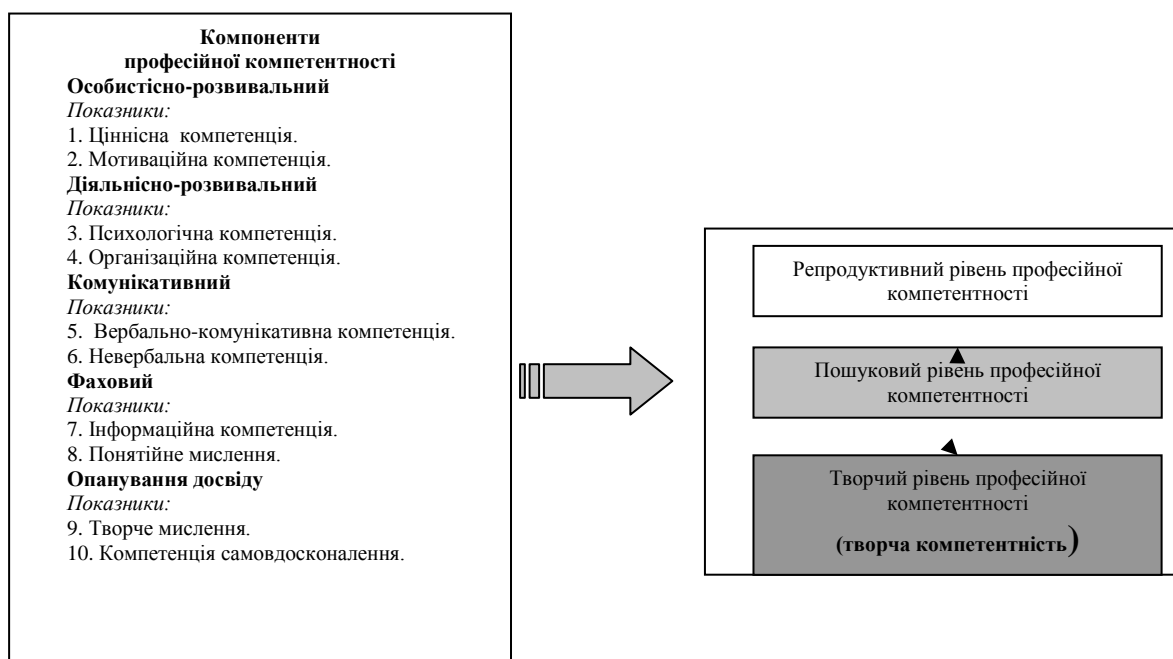 Компоненти
професійної компетентності
Особистісно-розвивальний
Показники:
1. Ціннісна компетенція.
2. Мотиваційна компетенція.
Діяльнісно-розвивальний
Показники:
3. Психологічна компетенція.
4. Організаційна компетенція.
Комунікативний
Показники:
5. Вербально-комунікативна компетенція.
6. Невербальна компетенція.
Фаховий
Показники:
7. Інформаційна компетенція.
8. Понятійне мислення.
Опанування досвіду
Показники:
9. Творче мислення.
10. Компетенція самовдосконалення.
Репродуктивний рівень професійної
компетентності
Пошуковий рівень професійної
компетентності
Творчий рівень професійної
компетентності
(творча компетентність)